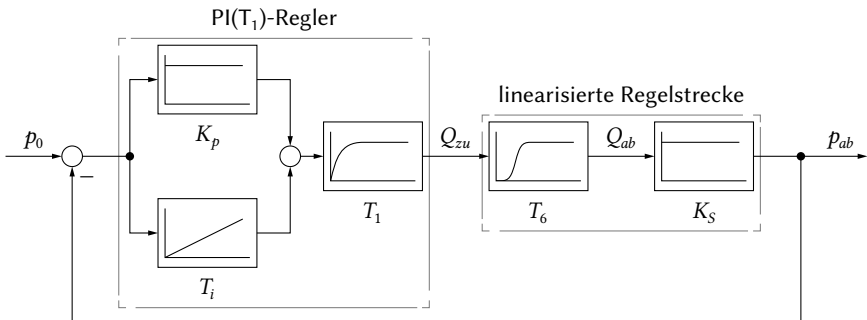 PI(T₁)-Regler
linearisierte Regelstrecke
p₀
−
Kₚ
Tᵢ
T₁
Q_zu
T₆
Q_ab
K_S
p_ab